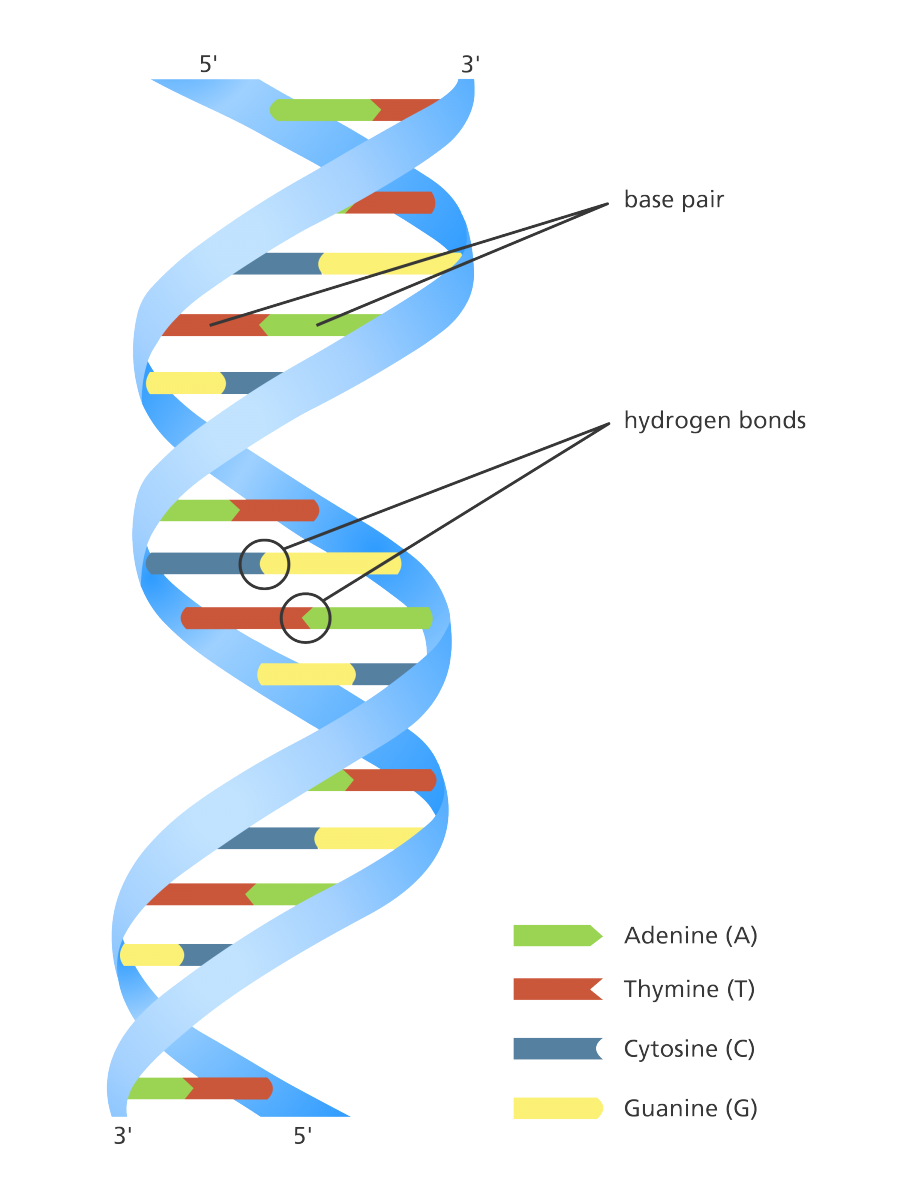 5' 3'
base pair
hydrogen bonds
Adenine (A)
Thymine (T)
Cytosine (C)
Guanine (G)
3' 5'